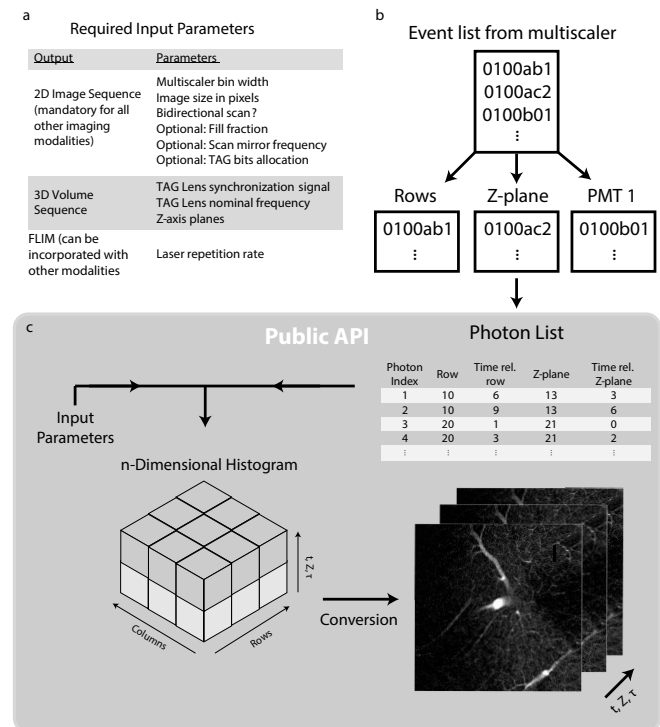 a
Required Input Parameters
Output Parameters
2D Image Sequence (mandatory for all other imaging modalities)
Multiscaler bin width
Image size in pixels
Bidirectional scan?
Optional: Fill fraction
Optional: Scan mirror frequency
Optional: TAG bits allocation
3D Volume Sequence
TAG Lens synchronization signal
TAG Lens nominal frequency
Z-axis planes
FLIM (can be incorporated with other modalities
Laser repetition rate
b
Event list from multiscaler
0100ab1
0100ac2
0100b01
⋮
Rows Z-plane PMT 1
0100ab1 0100ac2 0100b01
⋮ ⋮ ⋮
c
Public API
Photon List
Photon Index Row Time rel. row Z-plane Time rel. Z-plane
1 10 6 13 3
2 10 9 13 6
3 20 1 21 0
4 20 3 21 2
⋮ ⋮ ⋮ ⋮ ⋮
Input Parameters
n-Dimensional Histogram
t, Z, τ
Columns
Rows
Conversion
t, Z, τ